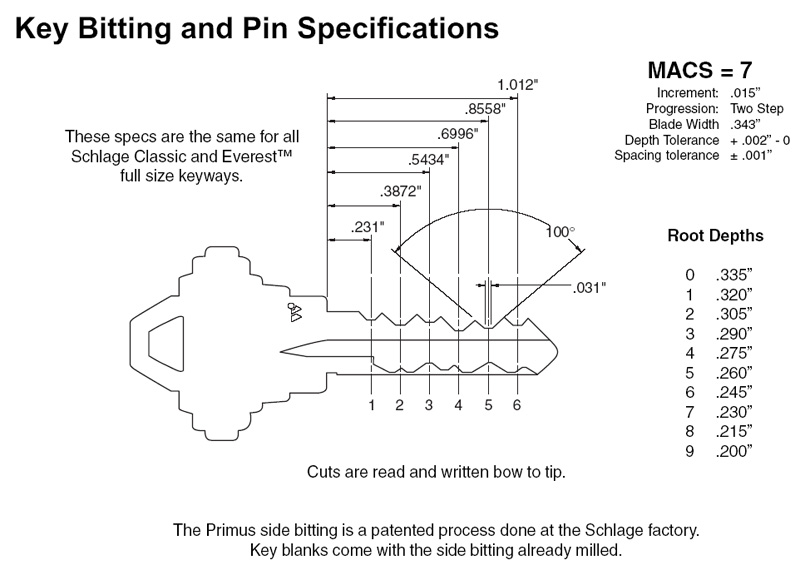 Key Bitting and Pin Specifications
MACS = 7
Increment: .015”
Progression: Two Step
Blade Width .343”
Depth Tolerance + .002” - 0
Spacing tolerance ± .001”
These specs are the same for all
Schlage Classic and Everest™
full size keyways.
1.012"
.8558"
.6996"
.5434"
.3872"
.231"
100°
.031"
Root Depths
0 .335”
1 .320”
2 .305”
3 .290”
4 .275”
5 .260”
6 .245”
7 .230”
8 .215”
9 .200”
1 2 3 4 5 6
Cuts are read and written bow to tip.
The Primus side bitting is a patented process done at the Schlage factory.
Key blanks come with the side bitting already milled.